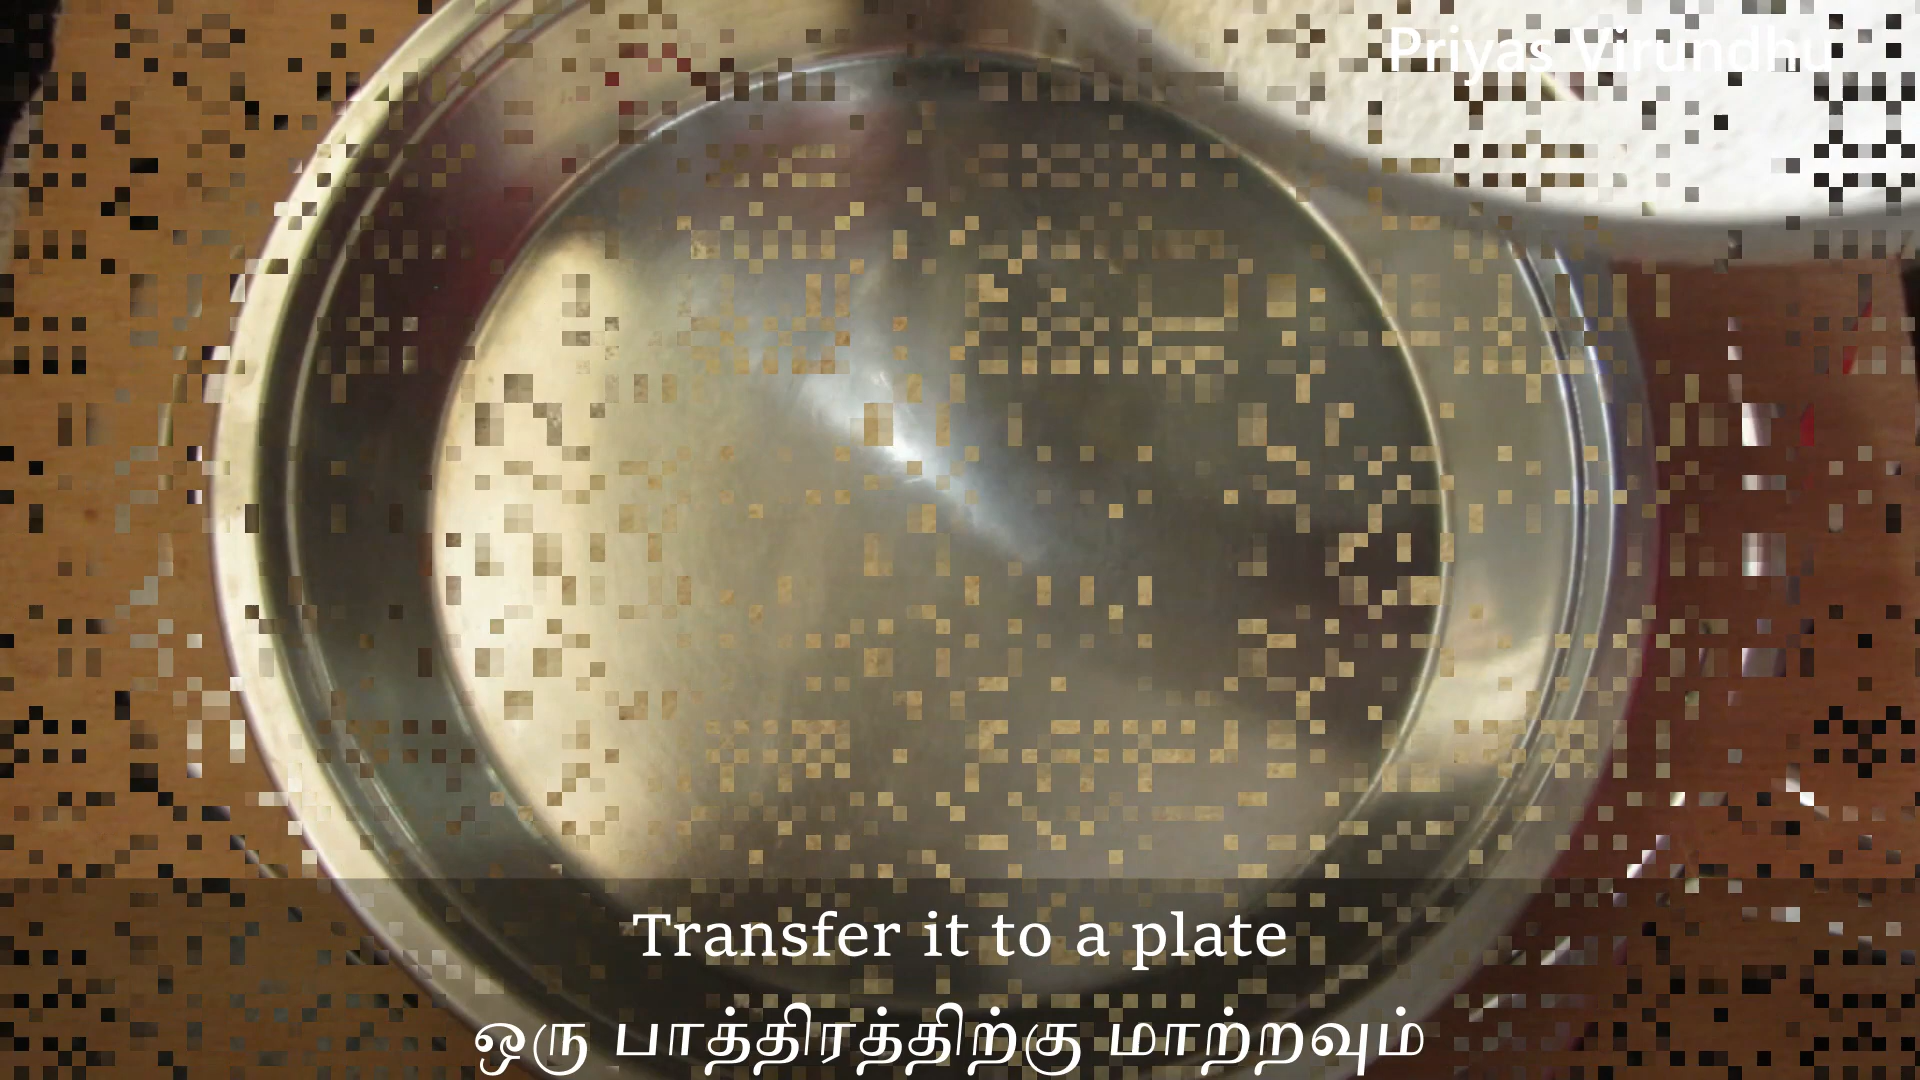 Priyas Virundhu
Transfer it to a plate
ஒரு பாத்திரத்திற்கு மாற்றவும்